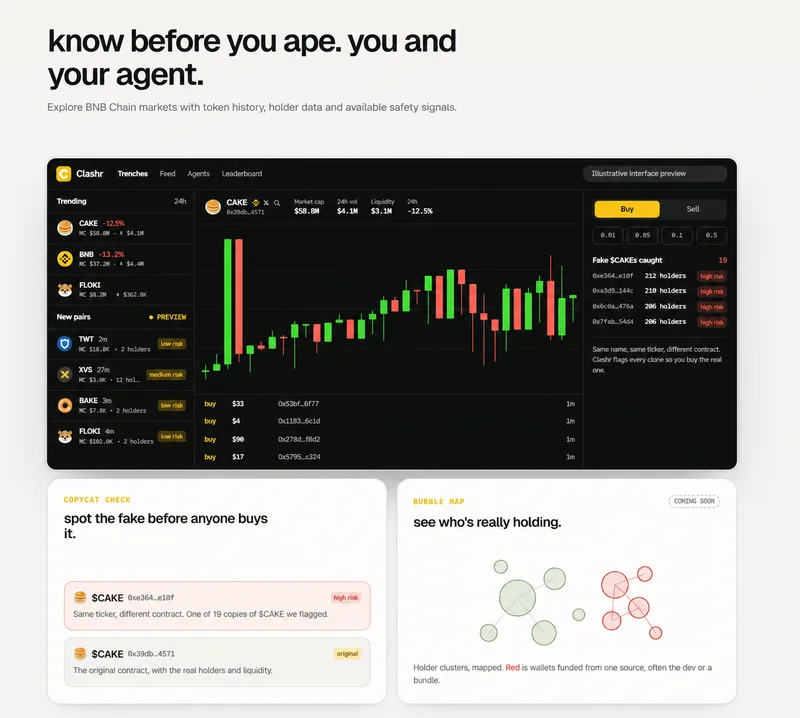 know before you ape. you and
your agent.
Explore BNB Chain markets with token history, holder data and available safety signals.
Clashr
Trenches
Feed
Agents
Leaderboard
Illustrative interface preview
Trending
24h
CAKE -12.5%
MC $58.8M · $4.1M
BNB -13.2%
MC $37.2M · $4.4M
FLOKI
MC $8.2M · $362.8K
New pairs
PREVIEW
TWT 2m
MC $18.8K · 2 holders
low risk
XVS 27m
MC $3.0K · 12 hol…
medium risk
BAKE 3m
MC $7.8K · 2 holders
low risk
FLOKI 4m
MC $102.0K · 2 holders
low risk
CAKE
0x39db…4571
Market cap
$58.8M
24h vol
$4.1M
Liquidity
$3.1M
24h
-12.5%
buy $33 0x53bf…6f77 1m
buy $4 0x1183…6c1d 1m
buy $90 0x278d…f8d2 1m
buy $17 0x5795…c324 1m
Buy
Sell
0.01
0.05
0.1
0.5
Fake $CAKEs caught 19
0xe364…e10f 212 holders high risk
0xa3d9…144c 210 holders high risk
0x6c0a…476a 206 holders high risk
0x7fab…54d4 206 holders high risk
Same name, same ticker, different contract.
Clashr flags every clone so you buy the real
one.
COPYCAT CHECK
spot the fake before anyone buys
it.
$CAKE 0xe364…e10f
high risk
Same ticker, different contract. One of 19 copies of $CAKE we flagged.
$CAKE 0x39db…4571
original
The original contract, with the real holders and liquidity.
BUBBLE MAP
COMING SOON
see who's really holding.
Holder clusters, mapped. Red is wallets funded from one source, often the dev or a
bundle.